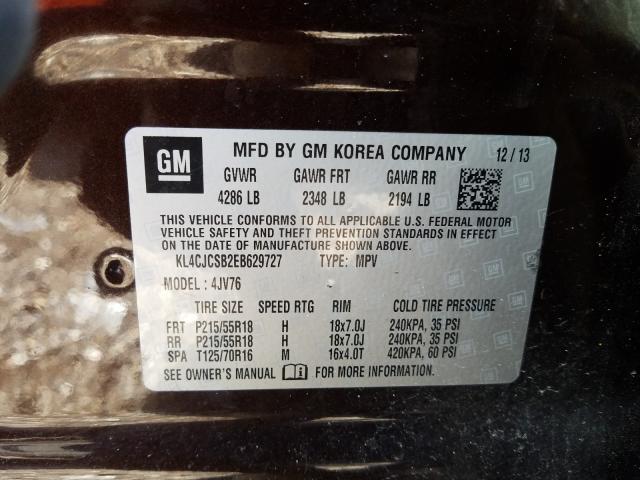 GM MFD BY GM KOREA COMPANY 12 / 13
GVWR GAWR FRT GAWR RR
4286 LB 2348 LB 2194 LB
THIS VEHICLE CONFORMS TO ALL APPLICABLE U.S. FEDERAL MOTOR
VEHICLE SAFETY AND THEFT PREVENTION STANDARDS IN EFFECT
ON THE DATE OF MANUFACTURE SHOWN ABOVE.
KL4CJCSB2EB629727 TYPE: MPV
MODEL : 4JV76
TIRE SIZE SPEED RTG RIM COLD TIRE PRESSURE
FRT P215/55R18 H 18x7.0J 240KPA, 35 PSI
RR P215/55R18 H 18x7.0J 240KPA, 35 PSI
SPA T125/70R16 M 16x4.0T 420KPA, 60 PSI
SEE OWNER'S MANUAL FOR MORE INFORMATION.